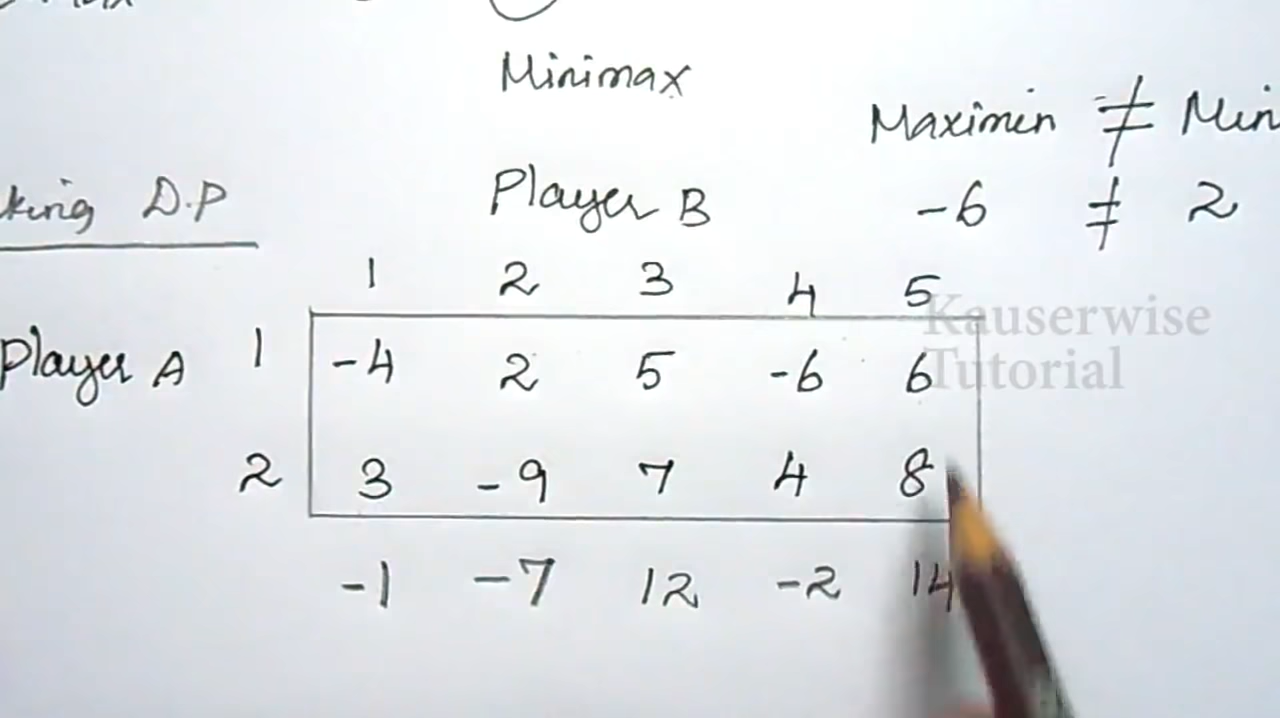 Minimax
Maximin ≠ Min
D.P
Player B
-6 ≠ 2
1 2 3 4 5
Kauserwise
Tutorial
Player A 1 -4 2 5 -6 6
2 3 -9 7 4 8
-1 -7 12 -2 14